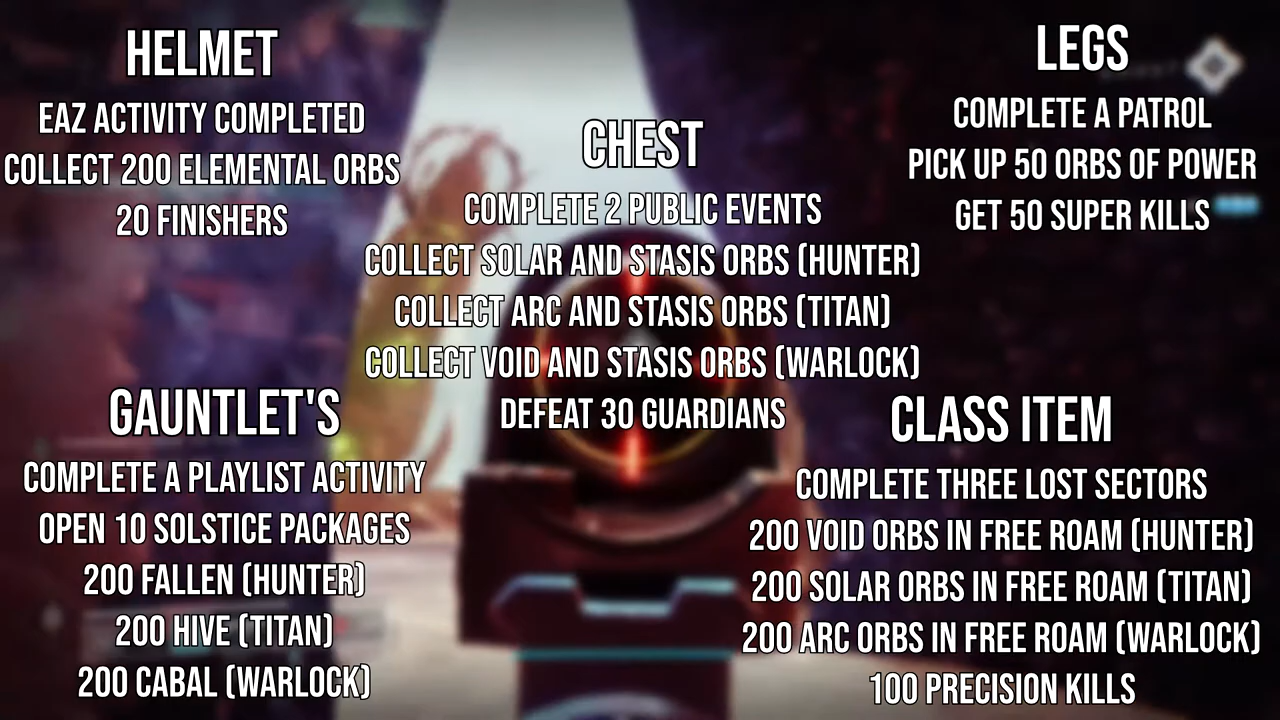 HELMET
EAZ ACTIVITY COMPLETED
COLLECT 200 ELEMENTAL ORBS
20 FINISHERS
CHEST
COMPLETE 2 PUBLIC EVENTS
COLLECT SOLAR AND STASIS ORBS (HUNTER)
COLLECT ARC AND STASIS ORBS (TITAN)
COLLECT VOID AND STASIS ORBS (WARLOCK)
DEFEAT 30 GUARDIANS
LEGS
COMPLETE A PATROL
PICK UP 50 ORBS OF POWER
GET 50 SUPER KILLS
GAUNTLET'S
COMPLETE A PLAYLIST ACTIVITY
OPEN 10 SOLSTICE PACKAGES
200 FALLEN (HUNTER)
200 HIVE (TITAN)
200 CABAL (WARLOCK)
CLASS ITEM
COMPLETE THREE LOST SECTORS
200 VOID ORBS IN FREE ROAM (HUNTER)
200 SOLAR ORBS IN FREE ROAM (TITAN)
200 ARC ORBS IN FREE ROAM (WARLOCK)
100 PRECISION KILLS